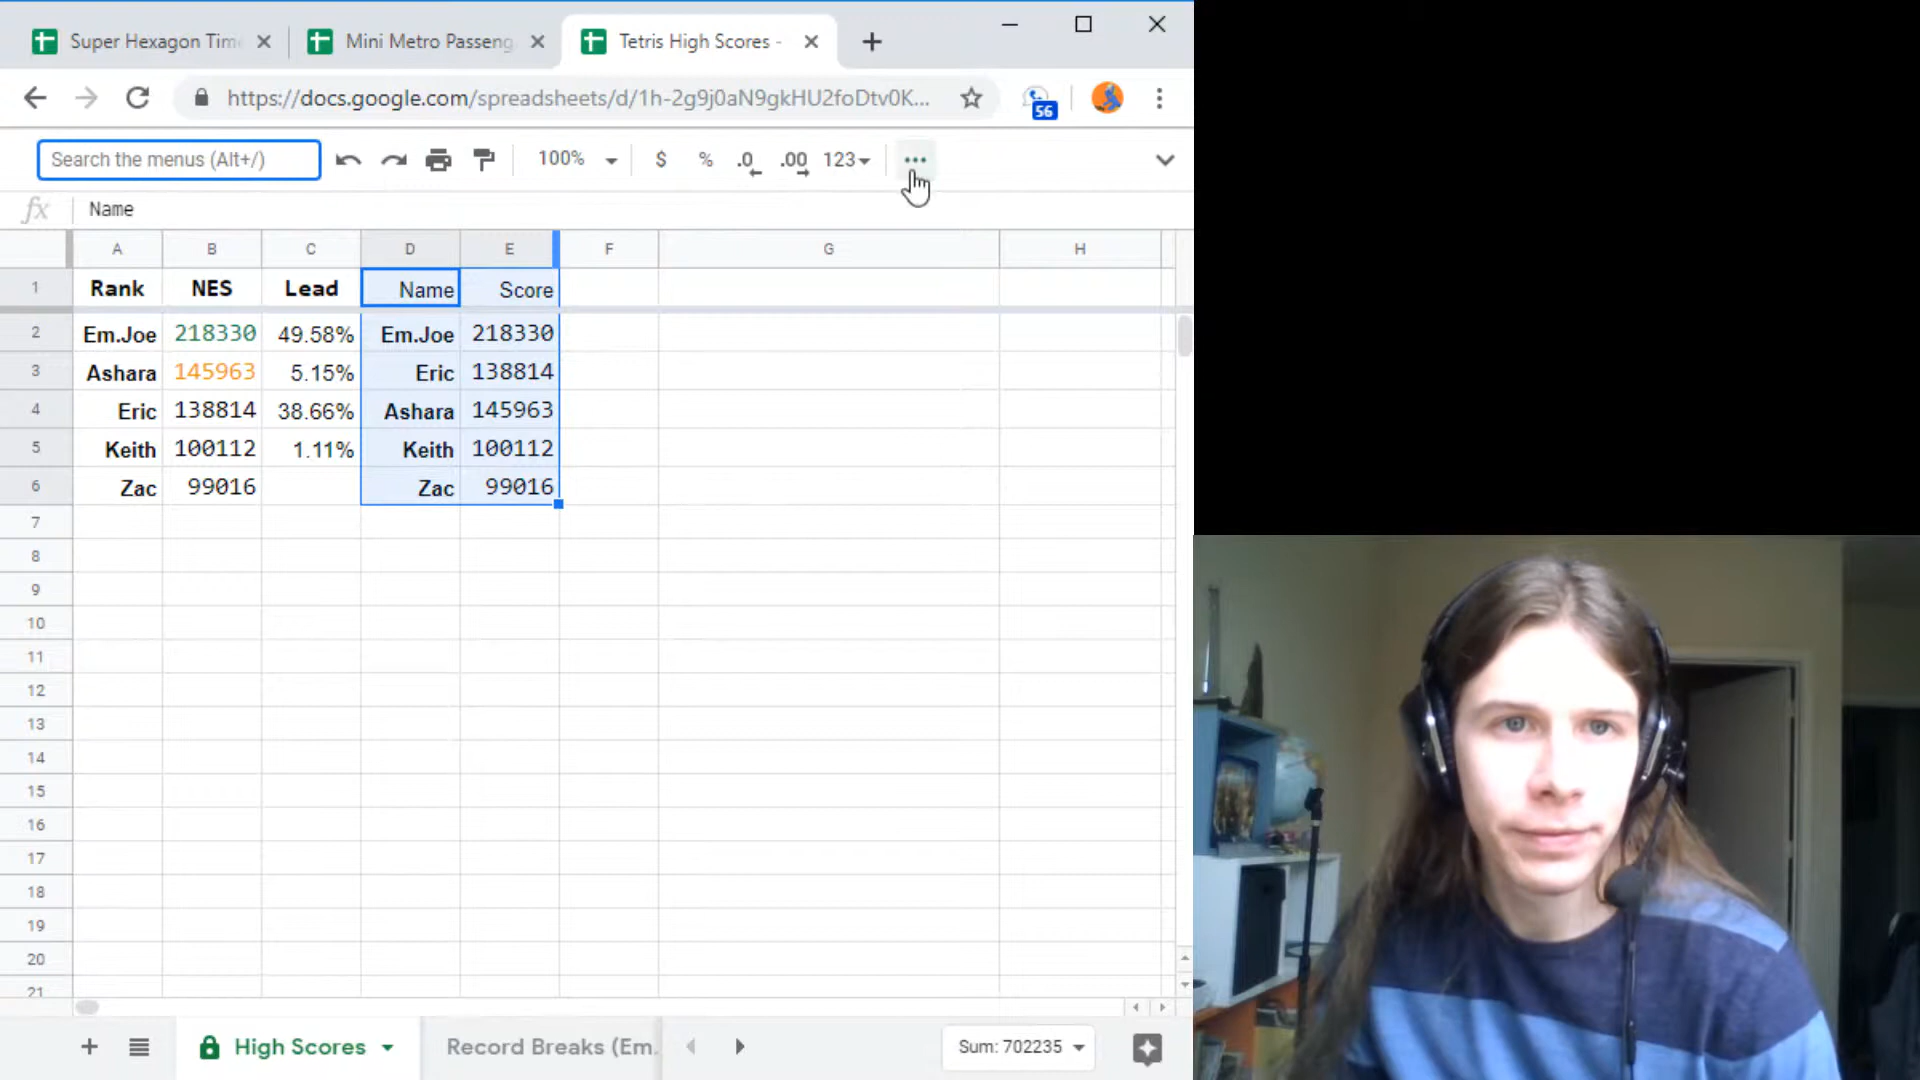 Super Hexagon Tim
Mini Metro Passeng
Tetris High Scores -
https://docs.google.com/spreadsheets/d/1h-2g9j0aN9gkHU2foDtv0K...
56
Search the menus (Alt+/)
100%
$ % .0 .00 123
fx Name
A B C D E F G H
1 Rank NES Lead Name Score
2 Em.Joe 218330 49.58% Em.Joe 218330
3 Ashara 145963 5.15% Eric 138814
4 Eric 138814 38.66% Ashara 145963
5 Keith 100112 1.11% Keith 100112
6 Zac 99016 Zac 99016
7
8
9
10
11
12
13
14
15
16
17
18
19
20
21
High Scores
Record Breaks (Em.
Sum: 702235